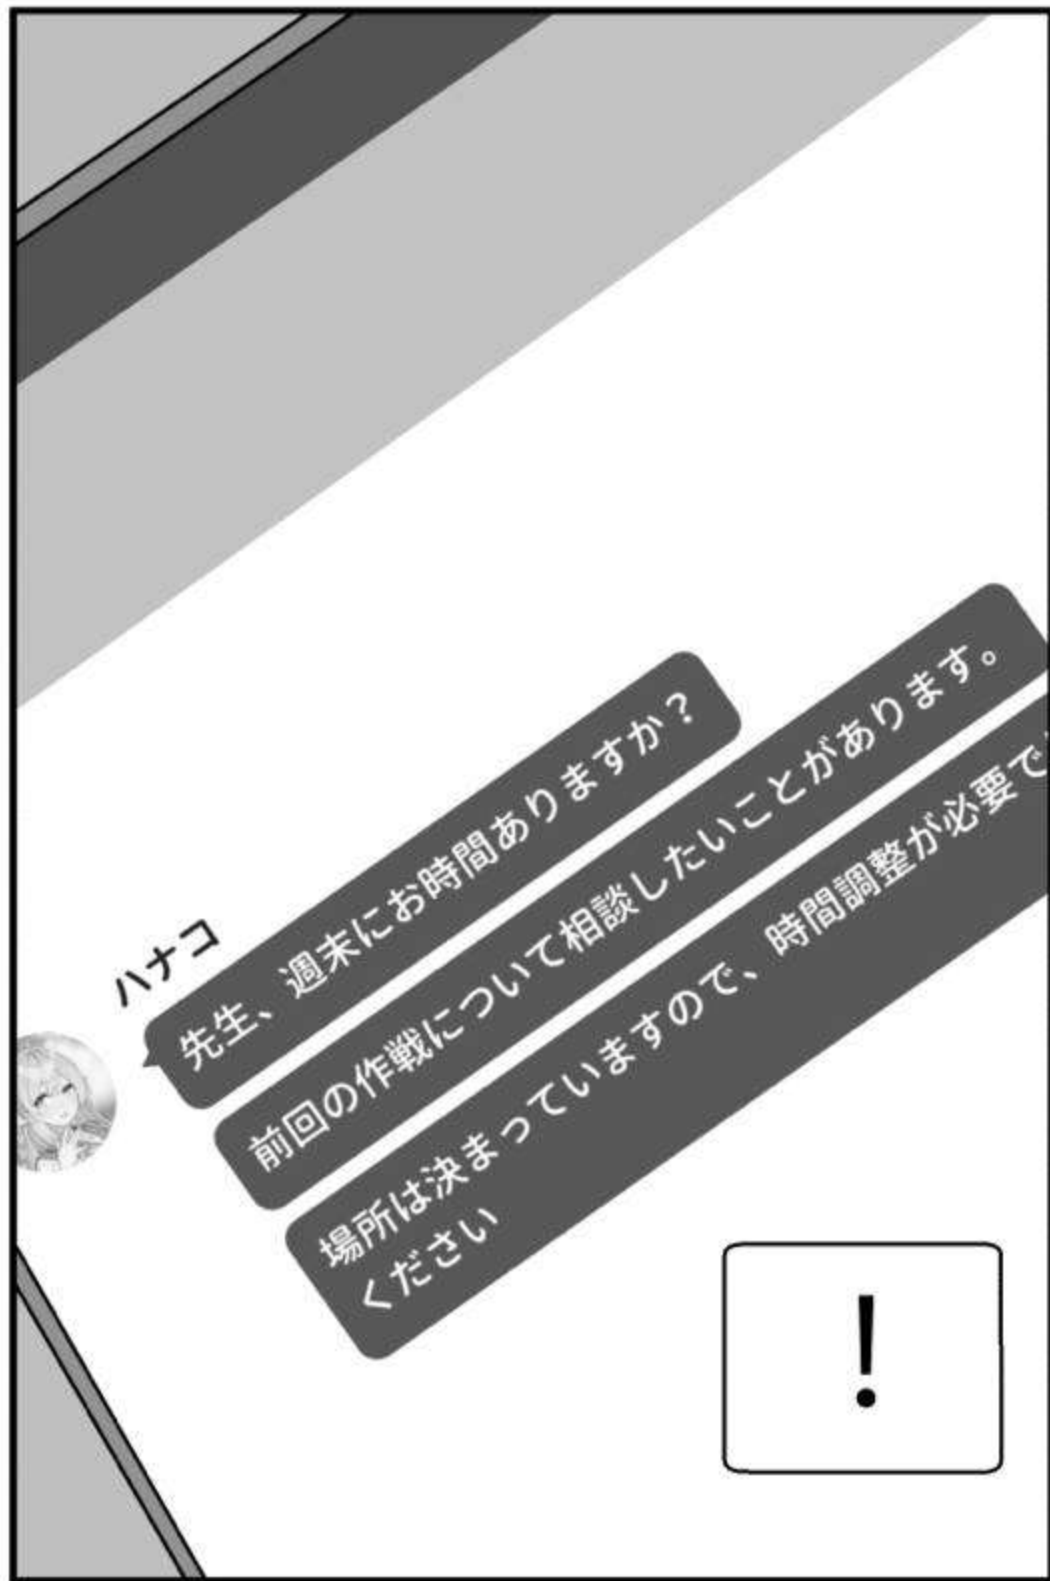 ハナコ
先生、週末にお時間ありますか？
前回の作戦について相談したいことがあります。
場所は決まっていますので、時間調整が必要で
ください
！